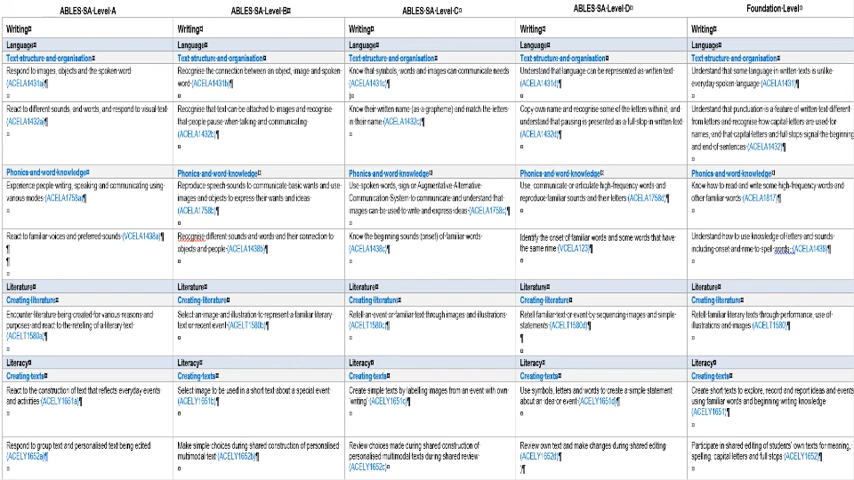 ABLES·SA·Level·A
ABLES·SA·Level·B¤
ABLES·SA·Level·C¤
ABLES·SA·Level·D¤
Foundation·Level¤
Writing¤ Writing¤ Writing¤ Writing¤ Writing¤
Language¤ Language¤ Language¤ Language¤ Language¤
Text·structure·and·organisation¤ Text·structure·and·organisation¤ Text·structure·and·organisation¤ Text·structure·and·organisation¤ Text·structure·and·organisation¤
Respond to images, objects and the spoken word
(ACELA1431a)¶
Recognise the connection between an object, image and spoken
word (ACELA1431b)¶
Know that symbols, words and images can communicate needs
(ACELA1431c)¶
Understand that language can be represented as written text
(ACELA1431d)¶
Understand that some language in written texts is unlike
everyday spoken language (ACELA1431)¶
React to different sounds, and words, and respond to visual text
(ACELA1432a)¶
Recognise that text can be attached to images and recognise
that people pause when talking and communicating
(ACELA1432b)¶
Know their written name (as a grapheme) and match the letters
in their name (ACELA1432c)¶
Copy own name and recognise some of the letters within it, and
understand that pausing is presented as a full stop in written text
(ACELA1432d)¶
Understand that punctuation is a feature of written text different
from letters and recognise how capital letters are used for
names, and that capital letters and full stops signal the beginning
and end of sentences (ACELA1432)¶
Phonics·and·word·knowledge¤ Phonics·and·word·knowledge¤ Phonics·and·word·knowledge¤ Phonics·and·word·knowledge¤ Phonics·and·word·knowledge¤
Experience people writing, speaking and communicating using
various modes (ACELA1758a)¶
Reproduce speech sounds to communicate basic wants and use
images and objects to express their wants and ideas
(ACELA1758b)¶
Use spoken words, sign or Augmentative Alternative
Communication System to communicate and understand that
images can be used to write and express ideas (ACELA1758c)¶
Use, communicate or articulate high-frequency words and
reproduce familiar sounds and their letters (ACELA1758d)¶
Know how to read and write some high-frequency words and
other familiar words (ACELA1817)¶
React to familiar voices and preferred sounds (VCELA1438a)¶
Recognise different sounds and words and their connection to
objects and people (ACELA1438b)¶
Know the beginning sounds (onset) of familiar words
(ACELA1438c)¶
Identify the onset of familiar words and some words that have
the same rime (VCELA123)¶
Understand how to use knowledge of letters and sounds
including onset and rime to spell words (ACELA1438)¶
Literature¤ Literature¤ Literature¤ Literature¤ Literature¤
Creating·literature¤ Creating·literature¤ Creating·literature¤ Creating·literature¤ Creating·literature¤
Encounter literature being created for various reasons and
purposes and react to the retelling of a literary text
(ACELT1580a)¶
Select an image and illustration to represent a familiar literary
text or recent event (ACELT1580b)¶
Retell an event or familiar text through images and illustrations
(ACELT1580c)¶
Retell familiar text or event by sequencing images and simple
statements (ACELT1580d)¶
Retell familiar literary texts through performance, use of
illustrations and images (ACELT1580)¶
Literacy¤ Literacy¤ Literacy¤ Literacy¤ Literacy¤
Creating·texts¤ Creating·texts¤ Creating·texts¤ Creating·texts¤ Creating·texts¤
React to the construction of text that reflects everyday events
and activities (ACELY1651a)¶
Select image to be used in a short text about a special event
(ACELY1651b)¶
Create simple texts by labelling images from an event with own
'writing' (ACELY1651c)¶
Use symbols, letters and words to create a simple statement
about an idea or event (ACELY1651d)¶
Create short texts to explore, record and report ideas and events
using familiar words and beginning writing knowledge
(ACELY1651)¶
Respond to group text and personalised text being edited
(ACELY1652a)¶
Make simple choices during shared construction of personalised
multimodal text (ACELY1652b)¶
Review choices made during shared construction of
personalised multimodal texts during shared review
(ACELY1652c)¤
Review own text and make changes during shared editing
(ACELY1652d)¶
)¶
Participate in shared editing of students' own texts for meaning,
spelling, capital letters and full stops (ACELY1652)¶